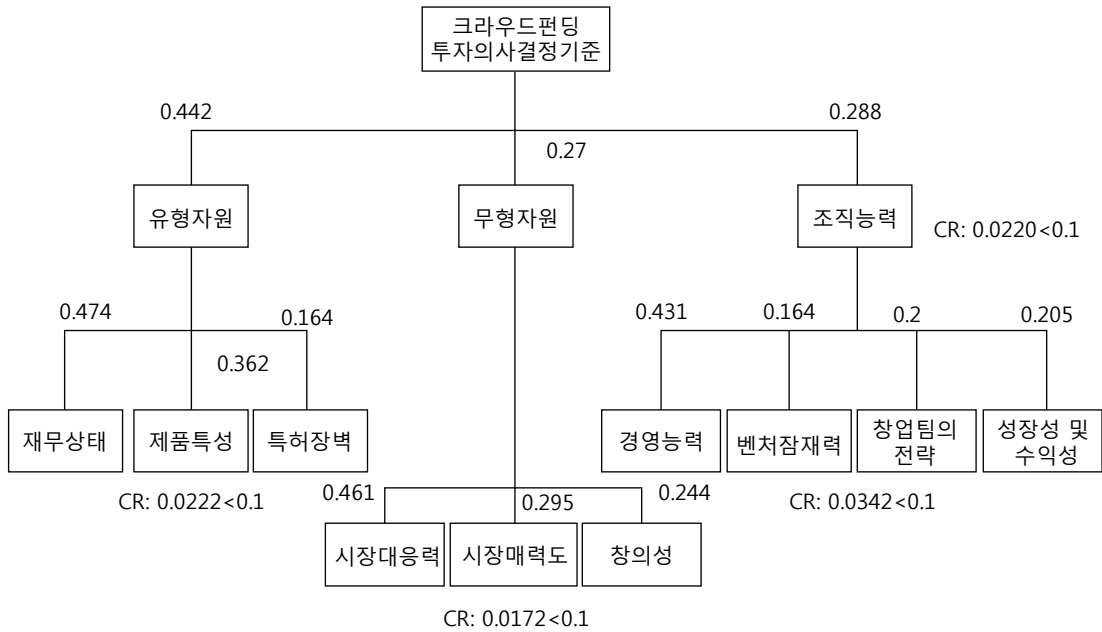 크라우드펀딩
투자의사결정기준
0.442
0.27
0.288
유형자원
무형자원
조직능력
CR: 0.0220<0.1
0.474
0.362
0.164
0.431
0.164
0.2
0.205
재무상태
제품특성
특허장벽
경영능력
벤처잠재력
창업팀의
전략
성장성 및
수익성
CR: 0.0222<0.1
CR: 0.0342<0.1
0.461
0.295
0.244
시장대응력
시장매력도
창의성
CR: 0.0172<0.1